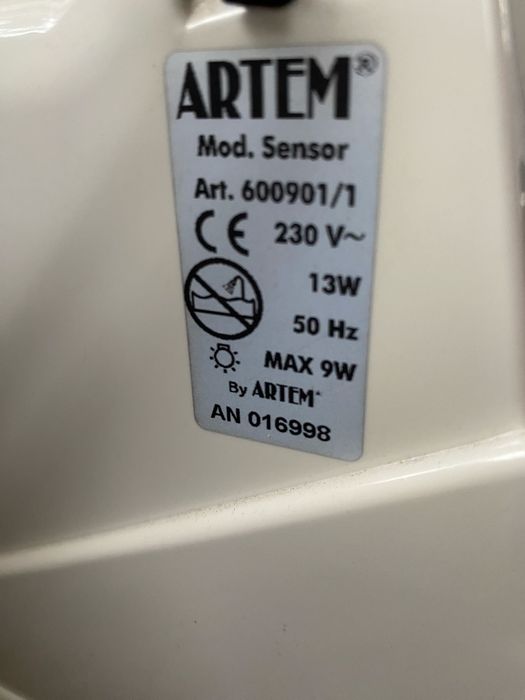 ARTEM®
Mod. Sensor
Art. 600901/1
CE 230 V~
13W
50 Hz
MAX 9W
By ARTEM
AN 016998